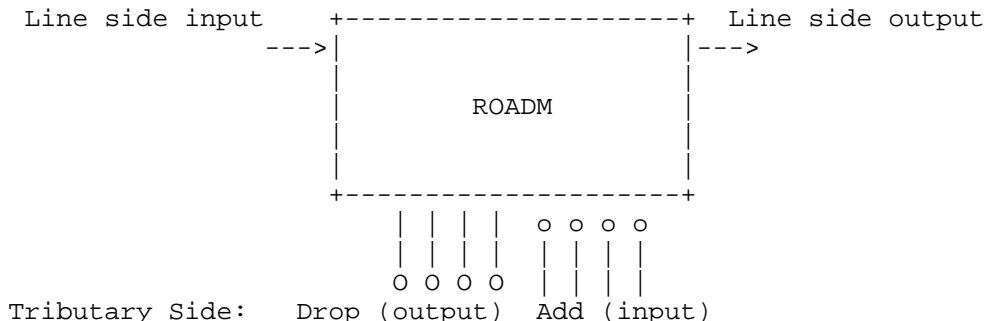 Line side input    +---------------------+  Line side output
               --->|                     |--->
                   |                     |
                   |        ROADM        |
                   |                     |
                   |                     |
                   +---------------------+
                       | | | |  o o o o
                       | | | |  | | | |
                       O O O O  | | | |
Tributary Side:   Drop (output)  Add (input)